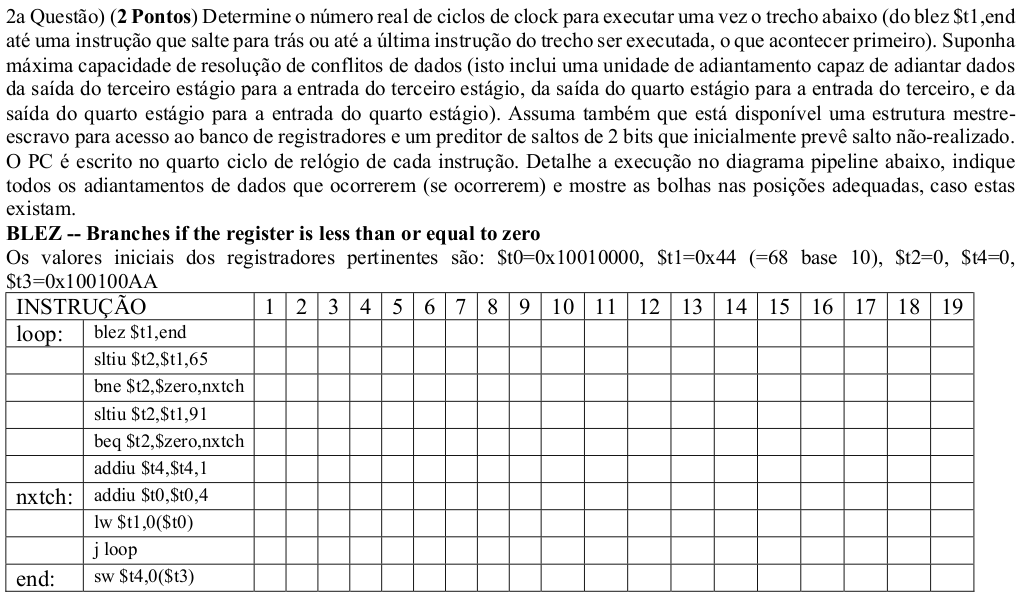 2a Questão) (2 Pontos) Determine o número real de ciclos de clock para executar uma vez o trecho abaixo (do blez $t1,end
até uma instrução que salte para trás ou até a última instrução do trecho ser executada, o que acontecer primeiro). Suponha
máxima capacidade de resolução de conflitos de dados (isto inclui uma unidade de adiantamento capaz de adiantar dados
da saída do terceiro estágio para a entrada do terceiro estágio, da saída do quarto estágio para a entrada do terceiro, e da
saída do quarto estágio para a entrada do quarto estágio). Assuma também que está disponível uma estrutura mestre-
escravo para acesso ao banco de registradores e um preditor de saltos de 2 bits que inicialmente prevê salto não-realizado.
O PC é escrito no quarto ciclo de relógio de cada instrução. Detalhe a execução no diagrama pipeline abaixo, indique
todos os adiantamentos de dados que ocorrerem (se ocorrerem) e mostre as bolhas nas posições adequadas, caso estas
existam.
BLEZ -- Branches if the register is less than or equal to zero
Os valores iniciais dos registradores pertinentes são: $t0=0x10010000, $t1=0x44 (=68 base 10), $t2=0, $t4=0,
$t3=0x100100AA
INSTRUÇÃO 1 2 3 4 5 6 7 8 9 10 11 12 13 14 15 16 17 18 19
loop: blez $t1,end
sltiu $t2,$t1,65
bne $t2,$zero,nxtch
sltiu $t2,$t1,91
beq $t2,$zero,nxtch
addiu $t4,$t4,1
nxtch: addiu $t0,$t0,4
lw $t1,0($t0)
j loop
end: sw $t4,0($t3)